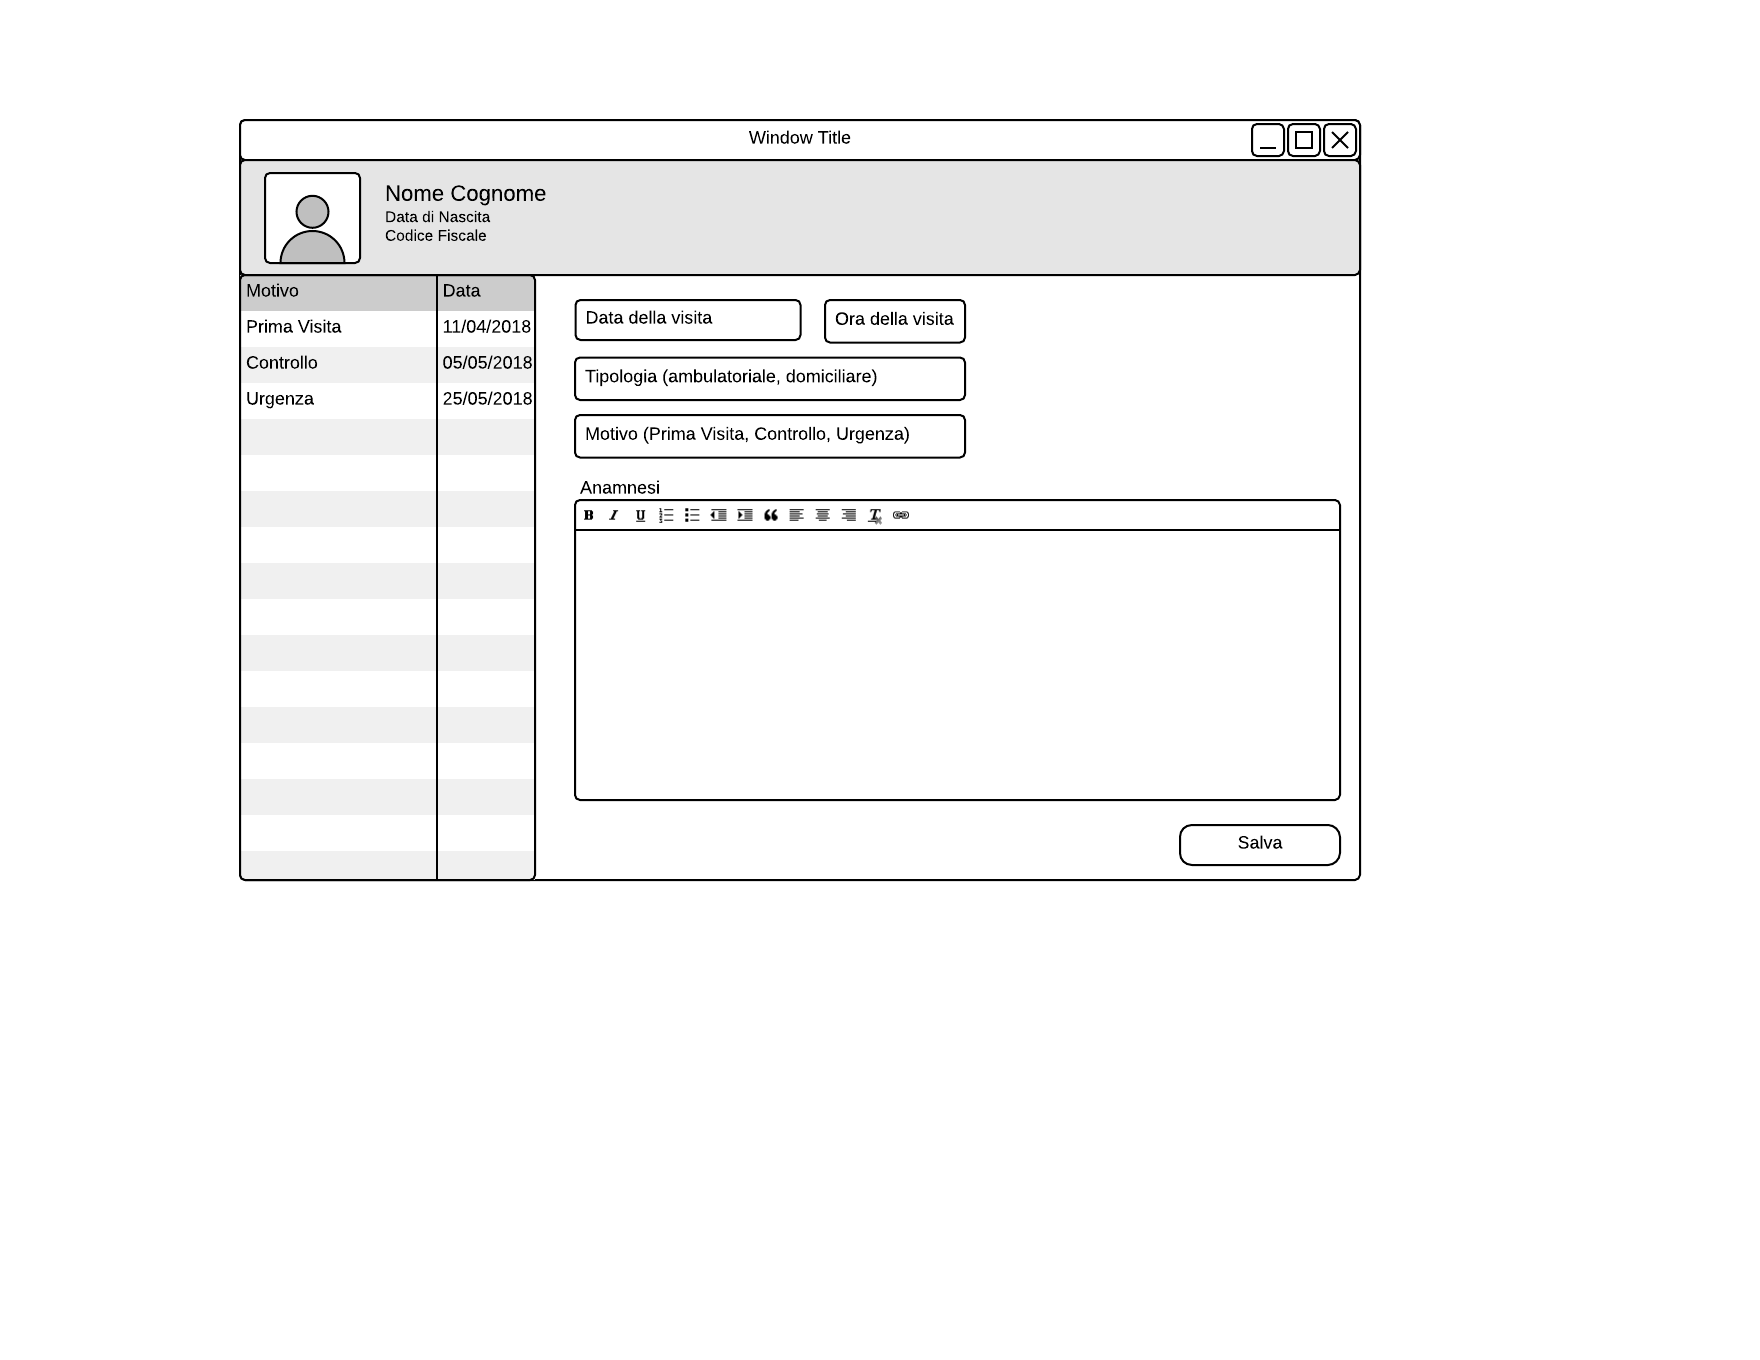 Window Title
Nome Cognome
Data di Nascita
Codice Fiscale
Motivo Data
Prima Visita 11/04/2018
Controllo 05/05/2018
Urgenza 25/05/2018
Data della visita
Ora della visita
Tipologia (ambulatoriale, domiciliare)
Motivo (Prima Visita, Controllo, Urgenza)
Anamnesi
Salva